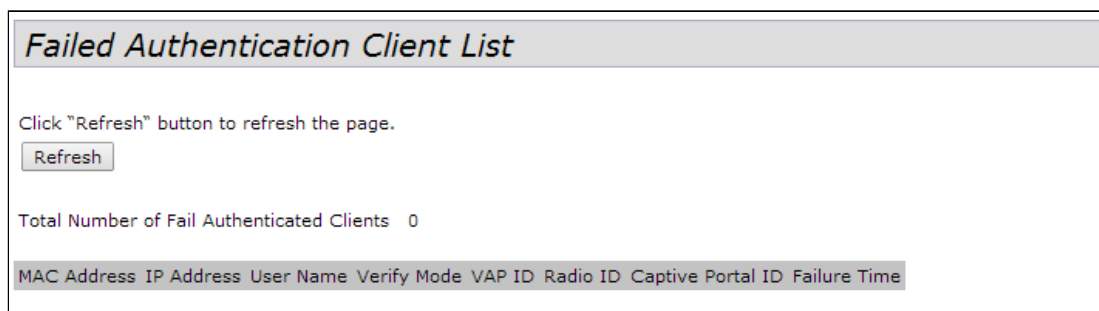 Failed Authentication Client List
Click "Refresh" button to refresh the page.
Refresh
Total Number of Fail Authenticated Clients 0
MAC Address IP Address User Name Verify Mode VAP ID Radio ID Captive Portal ID Failure Time